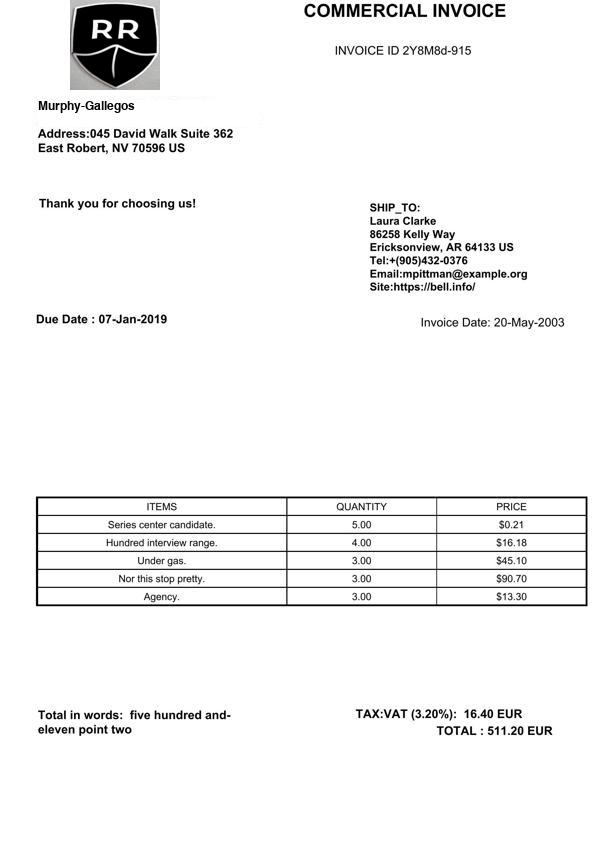 RR
COMMERCIAL INVOICE
INVOICE ID 2Y8M8d-915
Murphy-Gallegos
Address:045 David Walk Suite 362
East Robert, NV 70596 US
Thank you for choosing us!
SHIP_TO:
Laura Clarke
86258 Kelly Way
Ericksonview, AR 64133 US
Tel:+(905)432-0376
Email:mpittman@example.org
Site:https://bell.info/
Due Date : 07-Jan-2019
Invoice Date: 20-May-2003
ITEMS QUANTITY PRICE
Series center candidate. 5.00 $0.21
Hundred interview range. 4.00 $16.18
Under gas. 3.00 $45.10
Nor this stop pretty. 3.00 $90.70
Agency. 3.00 $13.30
Total in words: five hundred and-
eleven point two
TAX:VAT (3.20%): 16.40 EUR
TOTAL : 511.20 EUR